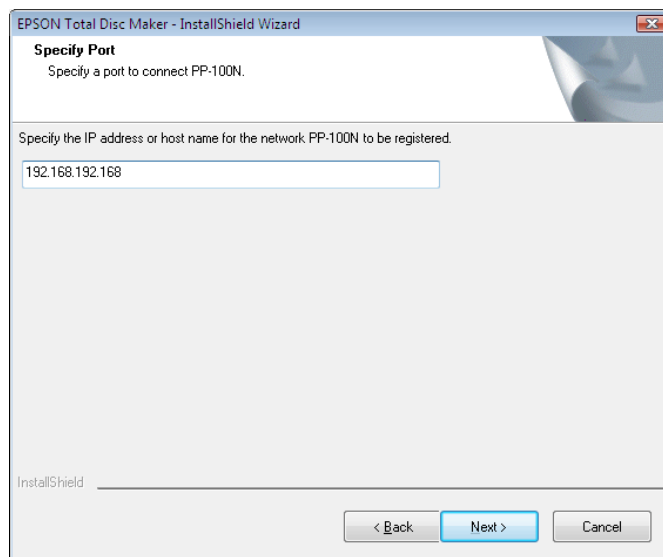 EPSON Total Disc Maker - InstallShield Wizard
Specify Port
Specify a port to connect PP-100N.
Specify the IP address or host name for the network PP-100N to be registered.
192.168.192.168
InstallShield
< Back
Next >
Cancel